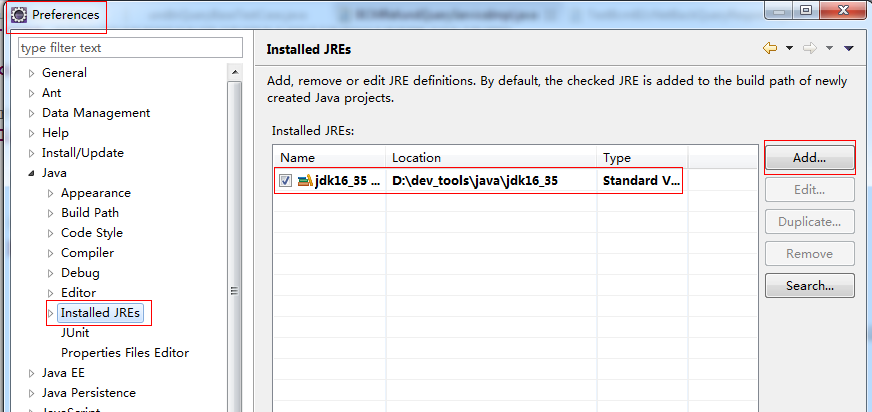 Preferences
type filter text
General
Ant
Data Management
Help
Install/Update
Java
Appearance
Build Path
Code Style
Compiler
Debug
Editor
Installed JREs
JUnit
Properties Files Editor
Java EE
Java Persistence
JavaScript
Installed JREs
Add, remove or edit JRE definitions. By default, the checked JRE is added to the build path of newly
created Java projects.
Installed JREs:
Name Location Type
jdk16_35 ... D:\dev_tools\java\jdk16_35 Standard V...
Add...
Edit...
Duplicate...
Remove
Search...